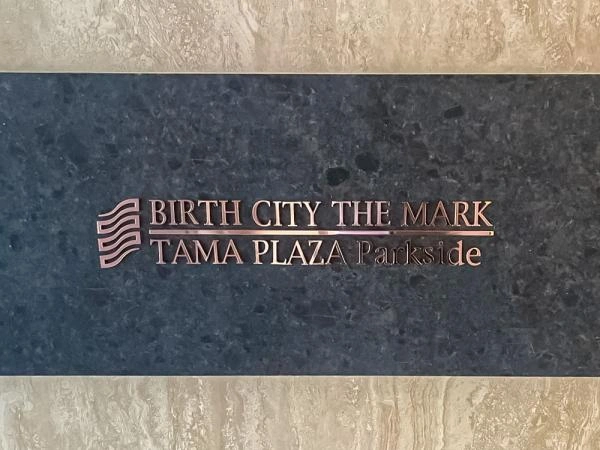 BIRTH CITY THE MARK
TAMA PLAZA Parkside